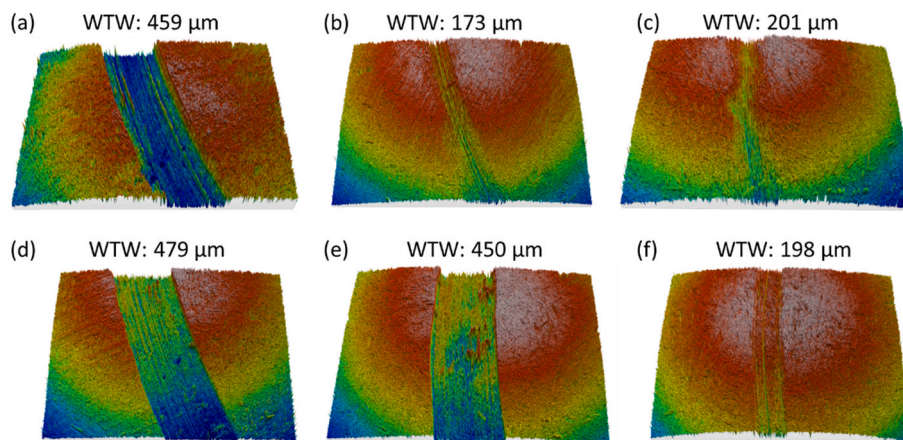 (a) WTW: 459 µm
(b) WTW: 173 µm
(c) WTW: 201 µm
(d) WTW: 479 µm
(e) WTW: 450 µm
(f) WTW: 198 µm